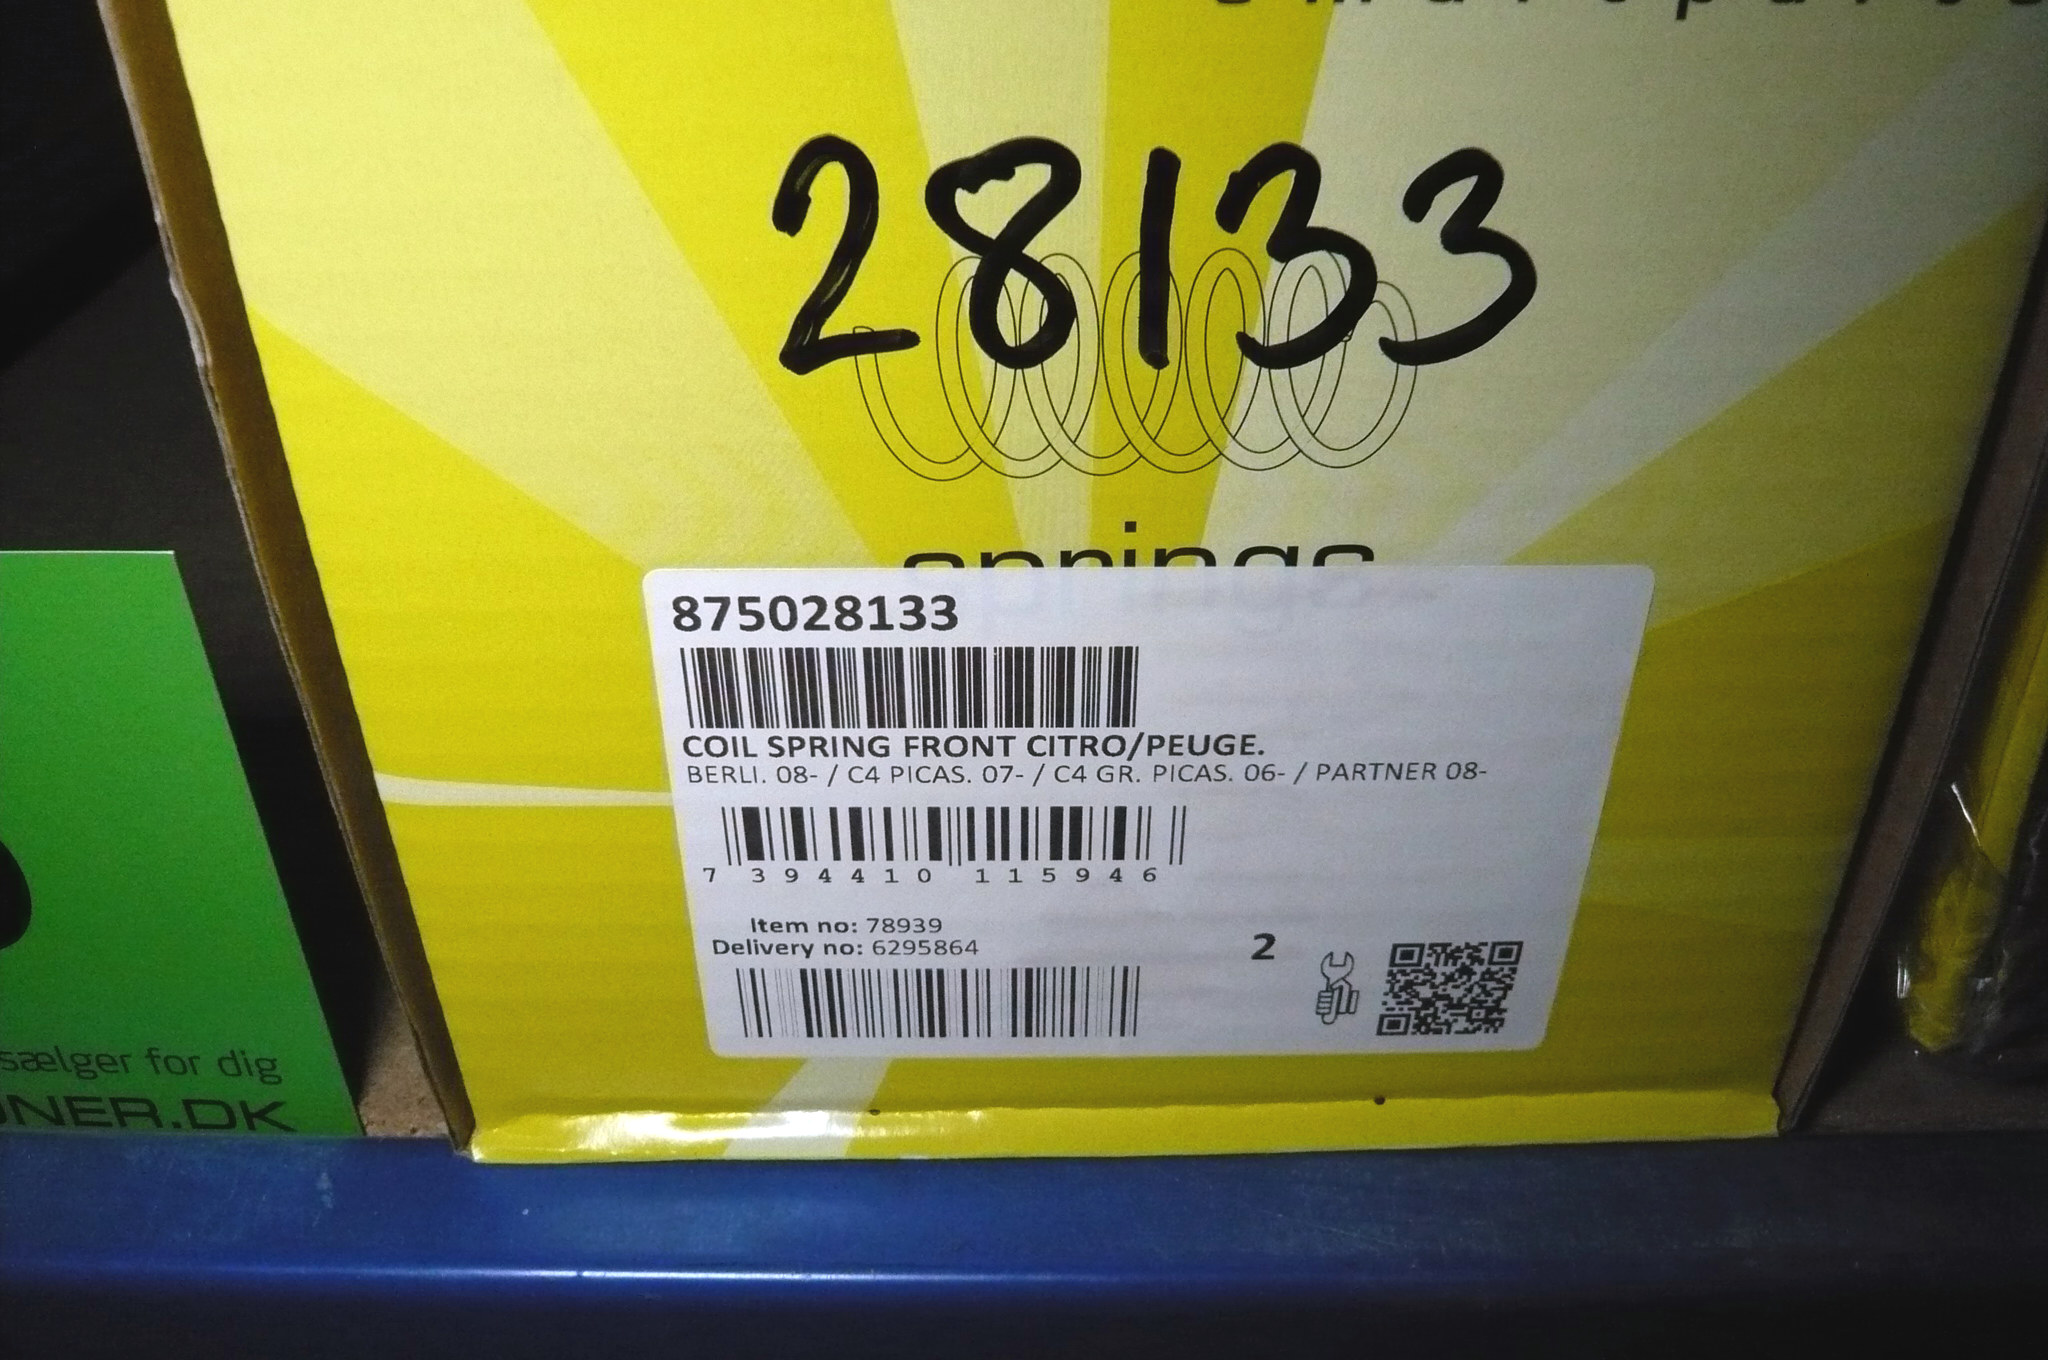 28133
springs
875028133
COIL SPRING FRONT CITRO/PEUGE.
BERLI. 08- / C4 PICAS. 07- / C4 GR. PICAS. 06- / PARTNER 08-
7 394410 115946
Item no: 78939
Delivery no: 6295864
2
sælger for dig
NER.DK